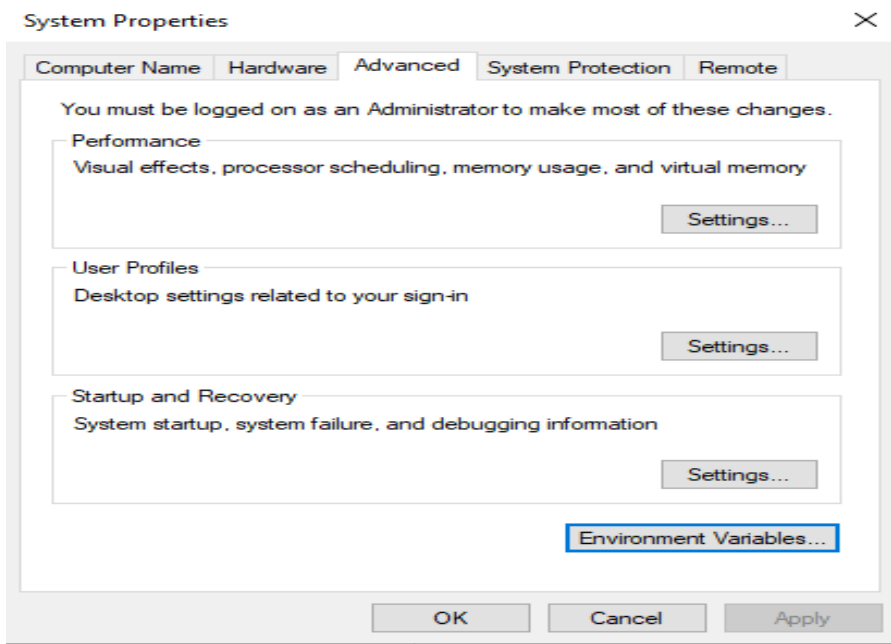 System Properties
Computer Name Hardware Advanced System Protection Remote
You must be logged on as an Administrator to make most of these changes.
Performance
Visual effects, processor scheduling, memory usage, and virtual memory
Settings...
User Profiles
Desktop settings related to your sign-in
Settings...
Startup and Recovery
System startup, system failure, and debugging information
Settings...
Environment Variables...
OK Cancel Apply